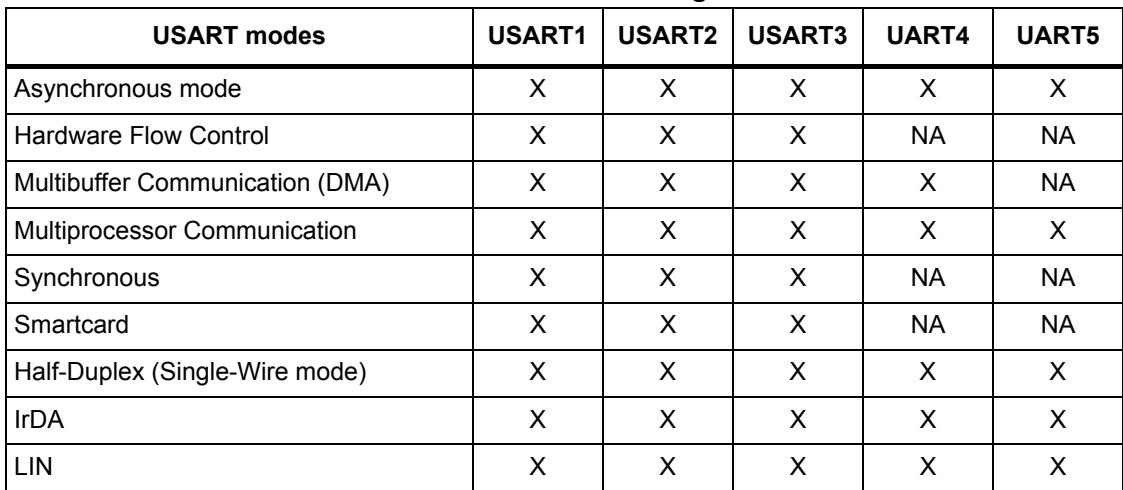 USART modes USART1 USART2 USART3 UART4 UART5
Asynchronous mode X X X X X
Hardware Flow Control X X X NA NA
Multibuffer Communication (DMA) X X X X NA
Multiprocessor Communication X X X X X
Synchronous X X X NA NA
Smartcard X X X NA NA
Half-Duplex (Single-Wire mode) X X X X X
IrDA X X X X X
LIN X X X X X